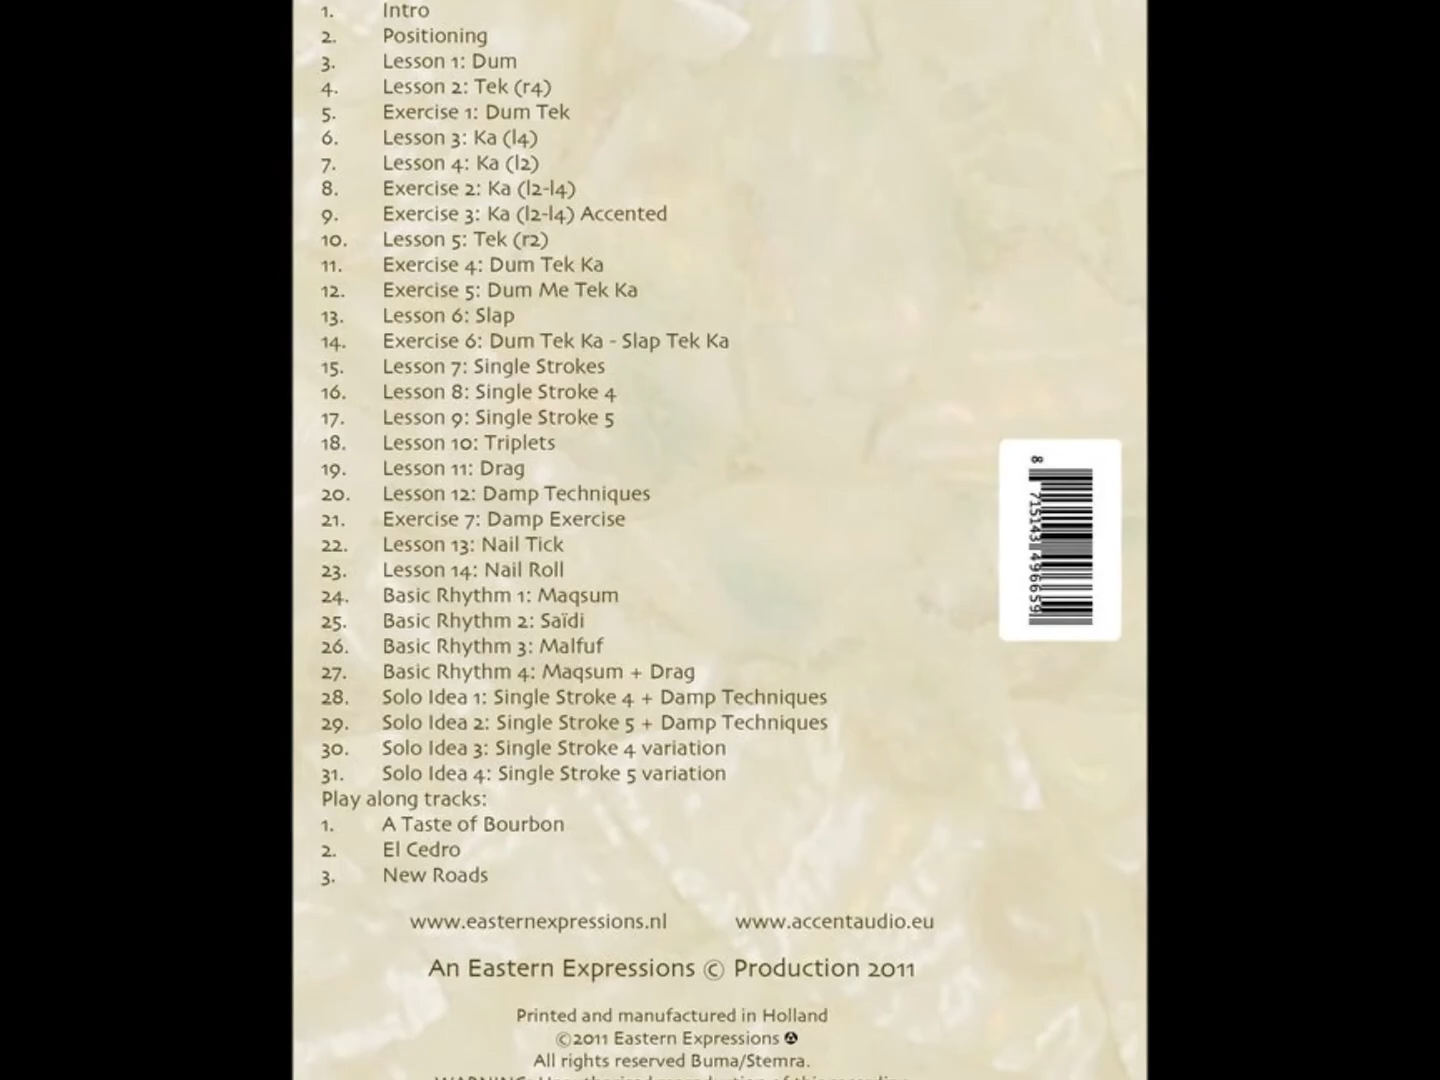 1. Intro
2. Positioning
3. Lesson 1: Dum
4. Lesson 2: Tek (r4)
5. Exercise 1: Dum Tek
6. Lesson 3: Ka (l4)
7. Lesson 4: Ka (l2)
8. Exercise 2: Ka (l2-l4)
9. Exercise 3: Ka (l2-l4) Accented
10. Lesson 5: Tek (r2)
11. Exercise 4: Dum Tek Ka
12. Exercise 5: Dum Me Tek Ka
13. Lesson 6: Slap
14. Exercise 6: Dum Tek Ka - Slap Tek Ka
15. Lesson 7: Single Strokes
16. Lesson 8: Single Stroke 4
17. Lesson 9: Single Stroke 5
18. Lesson 10: Triplets
19. Lesson 11: Drag
20. Lesson 12: Damp Techniques
21. Exercise 7: Damp Exercise
22. Lesson 13: Nail Tick
23. Lesson 14: Nail Roll
24. Basic Rhythm 1: Maqsum
25. Basic Rhythm 2: Saïdi
26. Basic Rhythm 3: Malfuf
27. Basic Rhythm 4: Maqsum + Drag
28. Solo Idea 1: Single Stroke 4 + Damp Techniques
29. Solo Idea 2: Single Stroke 5 + Damp Techniques
30. Solo Idea 3: Single Stroke 4 variation
31. Solo Idea 4: Single Stroke 5 variation
Play along tracks:
1. A Taste of Bourbon
2. El Cedro
3. New Roads
www.easternexpressions.nl www.accentaudio.eu
An Eastern Expressions © Production 2011
Printed and manufactured in Holland
©2011 Eastern Expressions
All rights reserved Buma/Stemra.
8 715143 496659